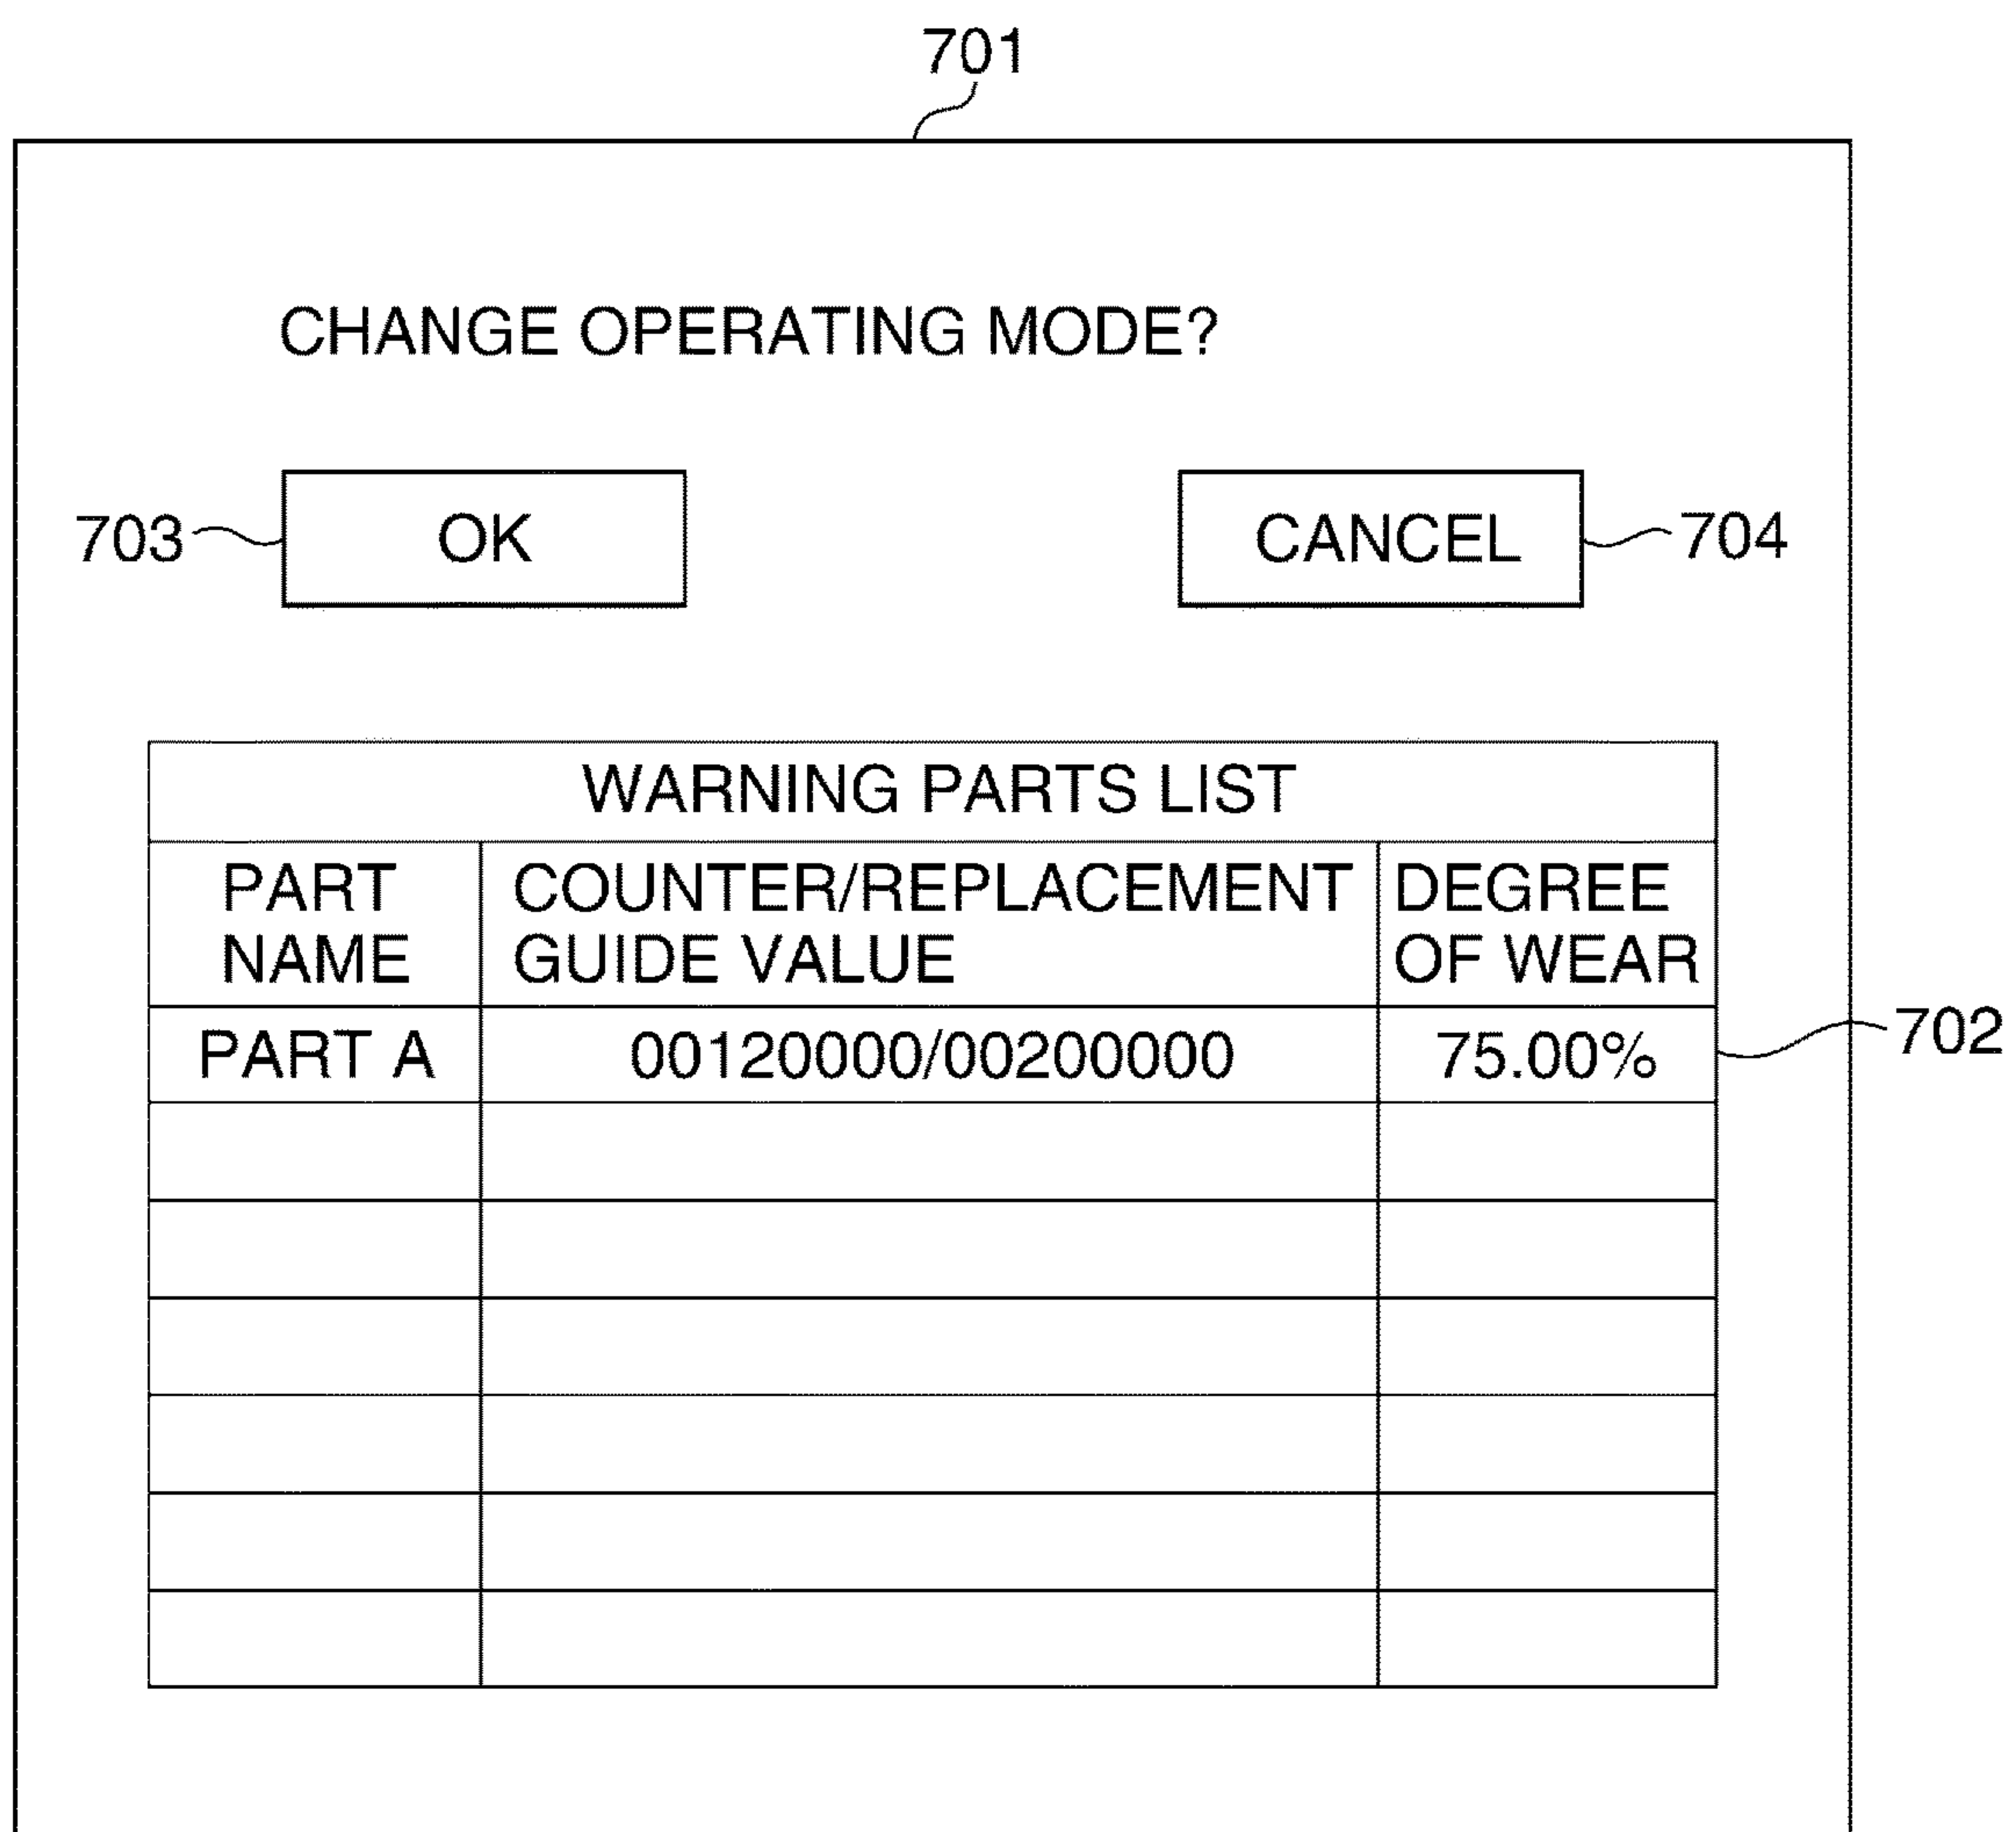 701
CHANGE OPERATING MODE?
703
OK
CANCEL
704
WARNING PARTS LIST
PART NAME
COUNTER/REPLACEMENT GUIDE VALUE
DEGREE OF WEAR
PART A
00120000/00200000
75.00%
702